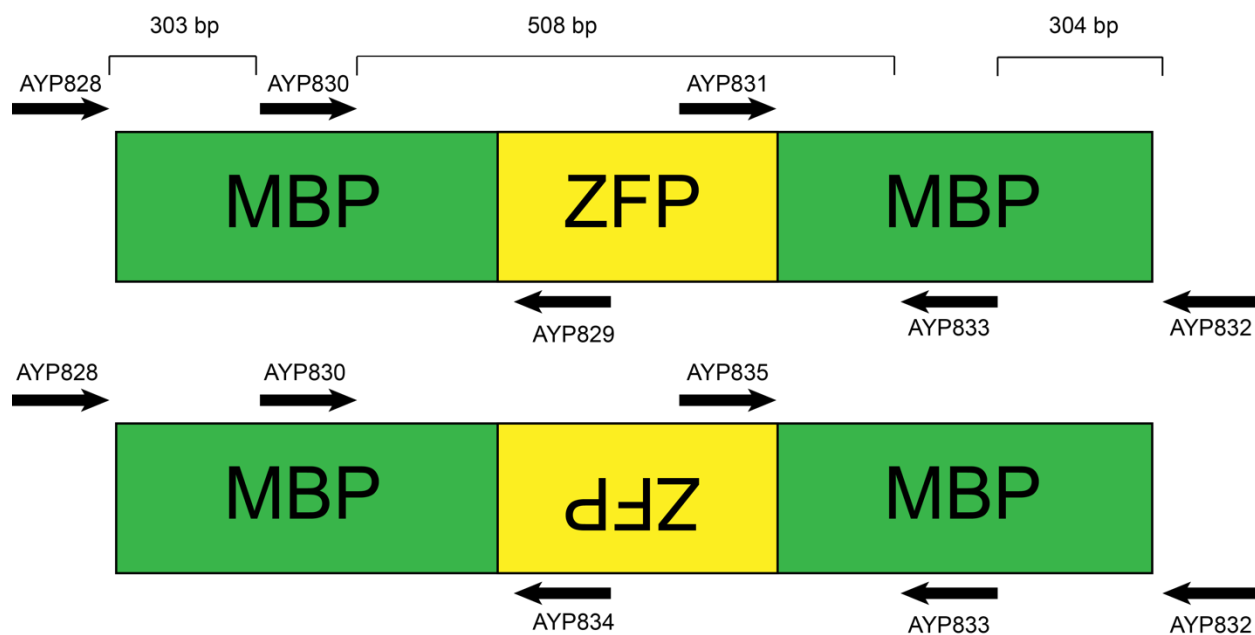 303 bp 508 bp 304 bp
AYP828 AYP830 AYP831
MBP ZFP MBP
AYP829 AYP833 AYP832
AYP828 AYP830 AYP835
MBP ZFP MBP
AYP834 AYP833 AYP832